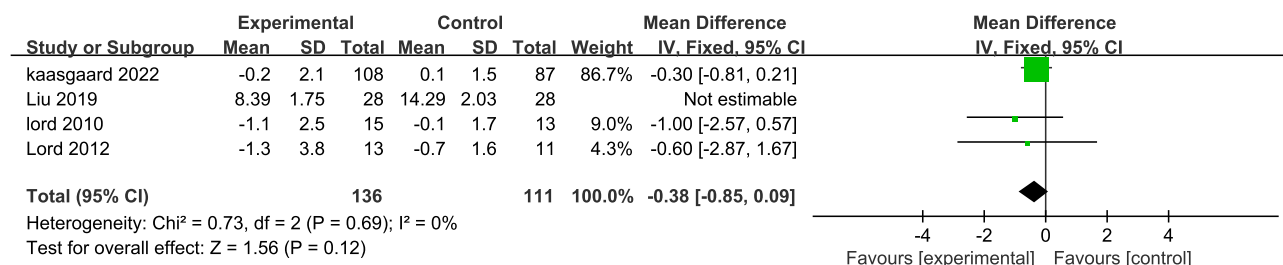 Experimental Control Mean Difference Mean Difference
Study or Subgroup Mean SD Total Mean SD Total Weight IV, Fixed, 95% CI IV, Fixed, 95% CI
kaasgaard 2022 -0.2 2.1 108 0.1 1.5 87 86.7% -0.30 [-0.81, 0.21]
Liu 2019 8.39 1.75 28 14.29 2.03 28 Not estimable
lord 2010 -1.1 2.5 15 -0.1 1.7 13 9.0% -1.00 [-2.57, 0.57]
Lord 2012 -1.3 3.8 13 -0.7 1.6 11 4.3% -0.60 [-2.87, 1.67]
Total (95% CI) 136 111 100.0% -0.38 [-0.85, 0.09]
Heterogeneity: Chi² = 0.73, df = 2 (P = 0.69); I² = 0%
Test for overall effect: Z = 1.56 (P = 0.12)
-4 -2 0 2 4
Favours [experimental] Favours [control]